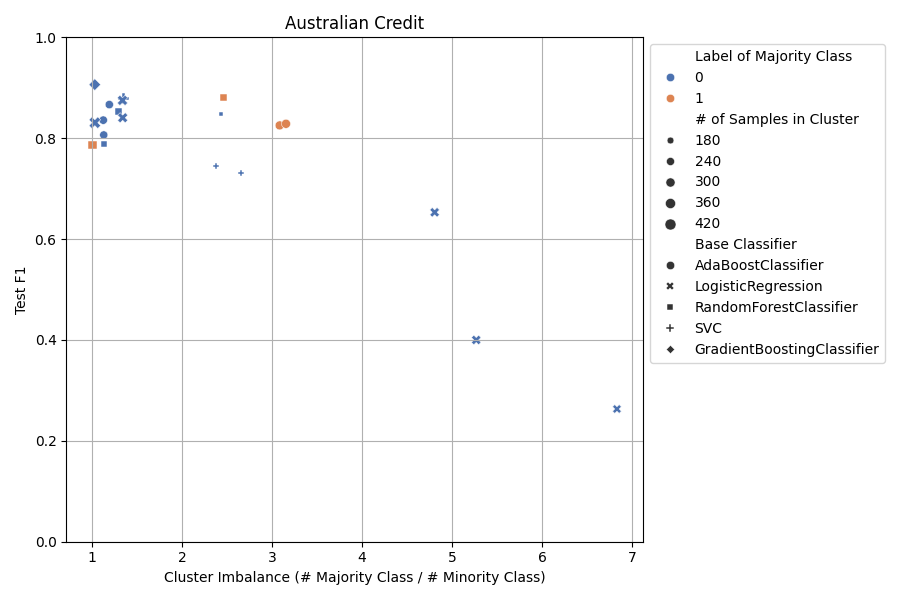 Australian Credit
1.0
0.8
0.6
0.4
0.2
0.0
Test F1
1
2
3
4
5
6
7
Cluster Imbalance (# Majority Class / # Minority Class)
Label of Majority Class
0
1
# of Samples in Cluster
180
240
300
360
420
Base Classifier
AdaBoostClassifier
LogisticRegression
RandomForestClassifier
SVC
GradientBoostingClassifier